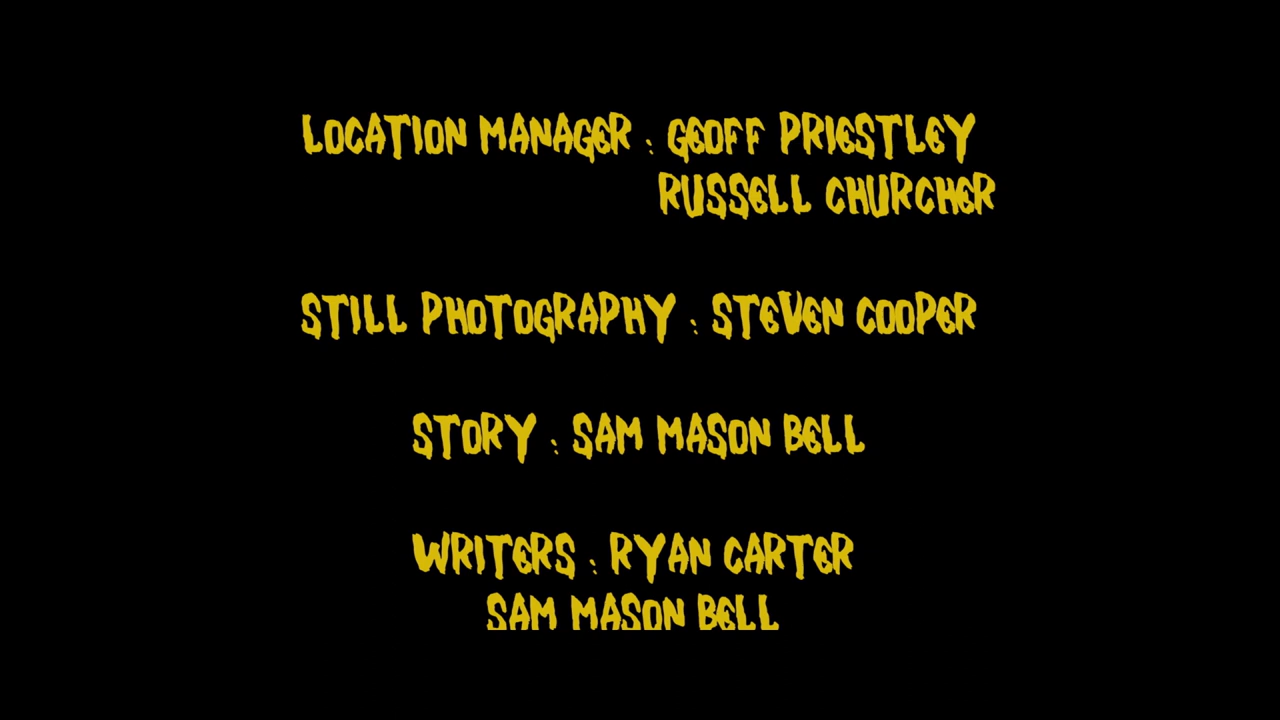 LOCATION MANAGER : GEOFF PRIESTLEY
RUSSELL CHURCHER
STILL PHOTOGRAPHY : STEVEN COOPER
STORY : SAM MASON BELL
WRITERS : RYAN CARTER
SAM MASON BELL